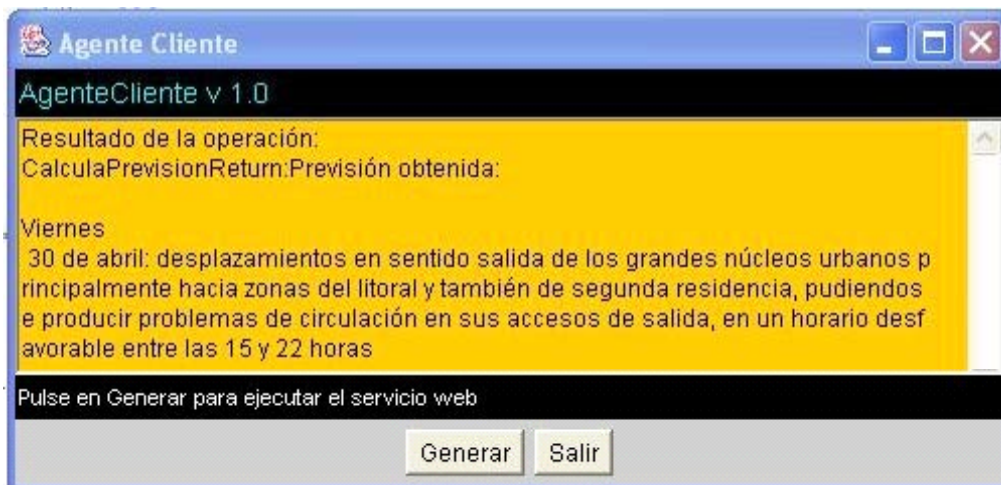 Agente Cliente
AgenteCliente v 1.0
Resultado de la operación:
CalculaPrevisionReturn:Previsión obtenida:
Viernes
30 de abril: desplazamientos en sentido salida de los grandes núcleos urbanos p
rincipalmente hacia zonas del litoral y también de segunda residencia, pudiendos
e producir problemas de circulación en sus accesos de salida, en un horario desf
avorable entre las 15 y 22 horas
Pulse en Generar para ejecutar el servicio web
Generar Salir